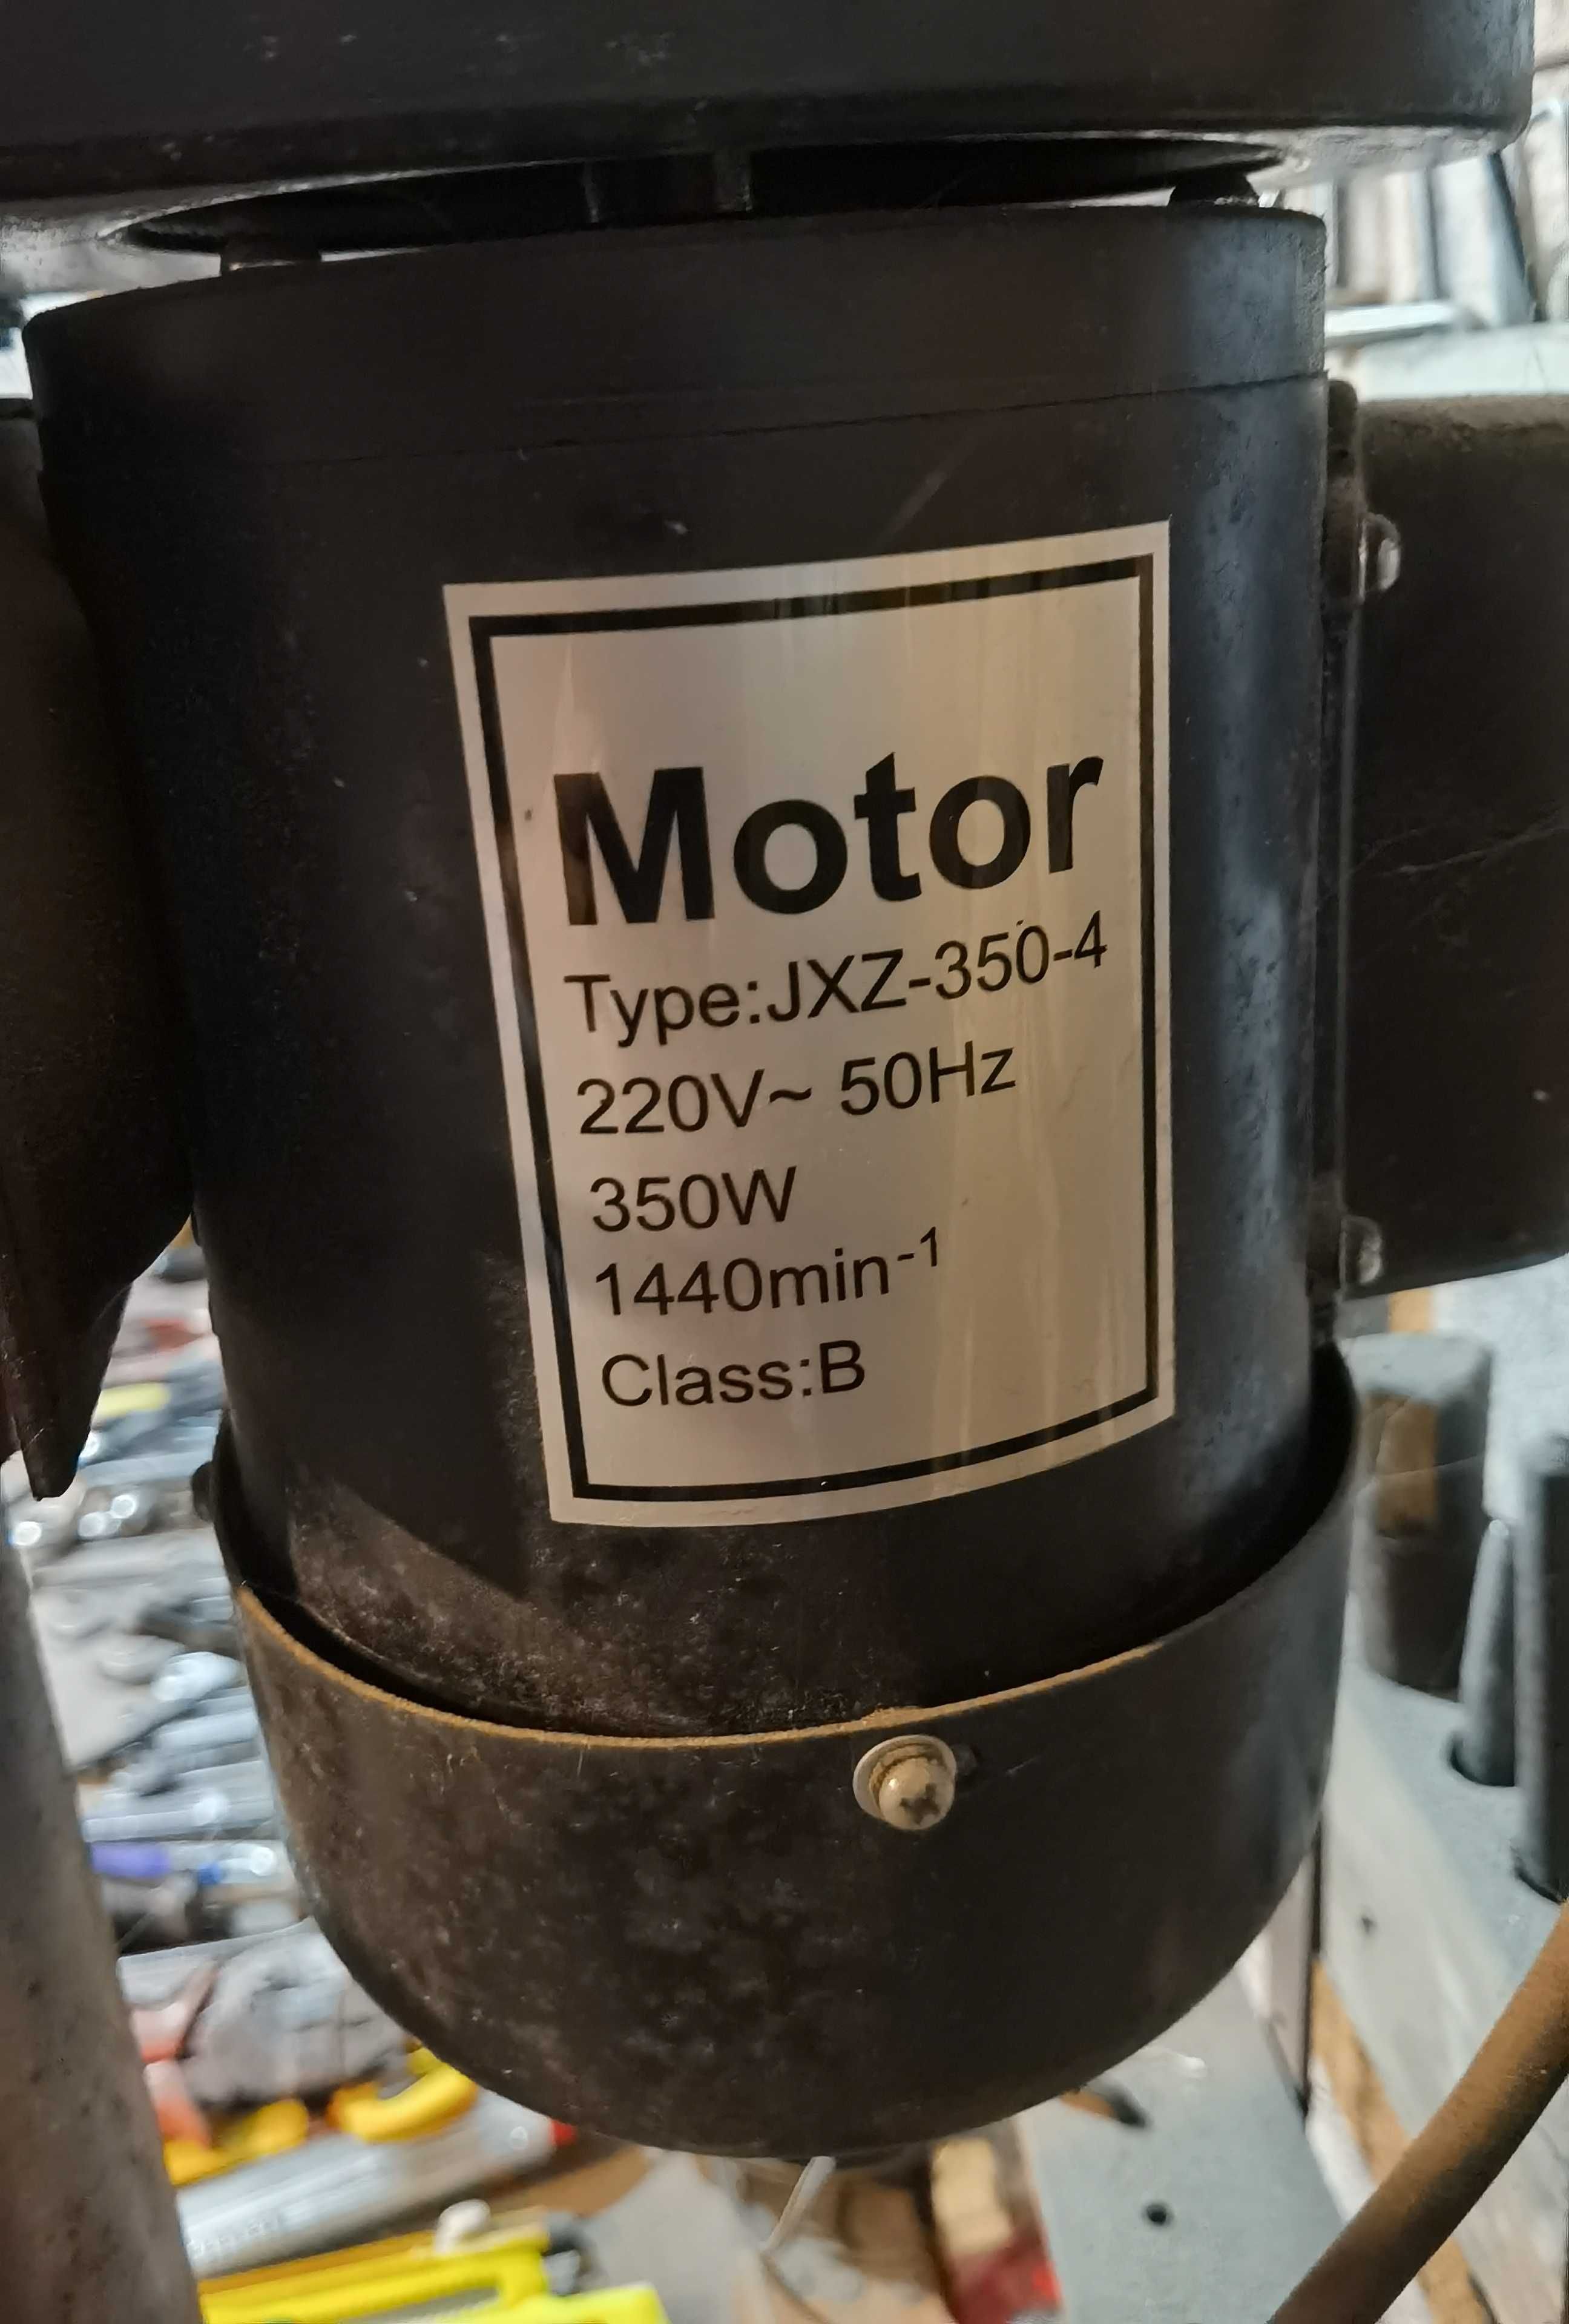 Motor
Type:JXZ-350-4
220V~ 50Hz
350W
1440min⁻¹
Class:B